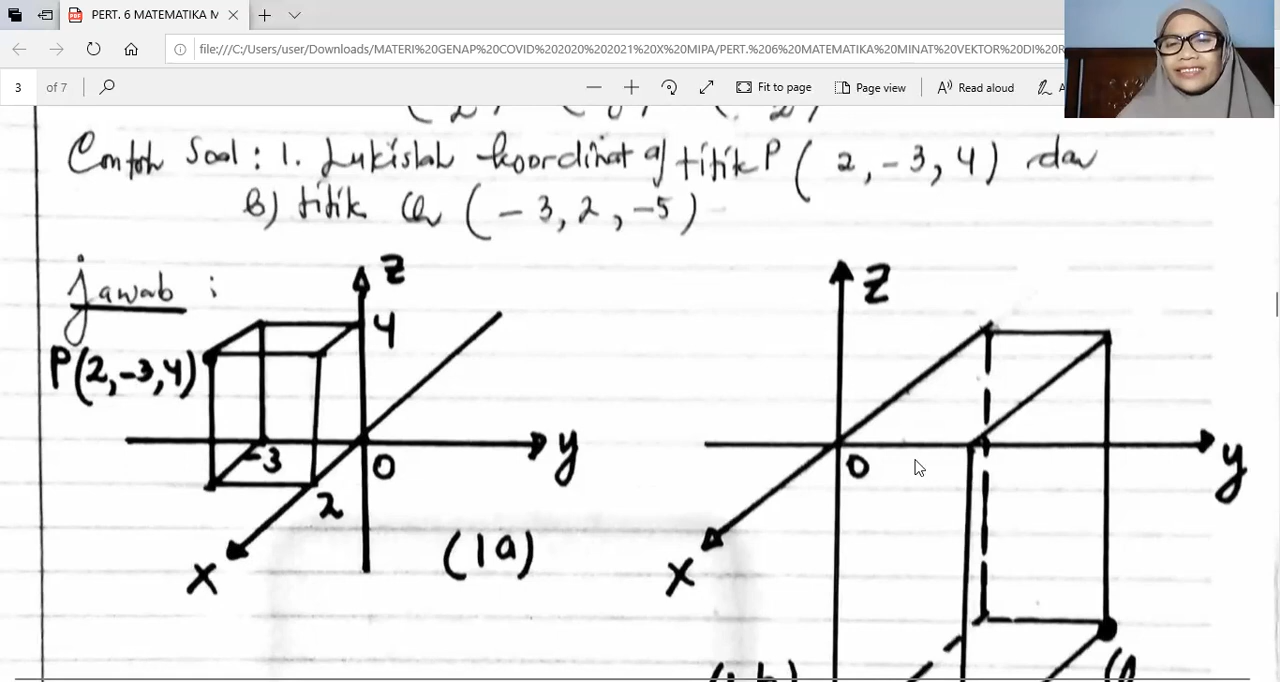 PERT. 6 MATEMATIKA M
file:///C:/Users/user/Downloads/MATERI%20GENAP%20COVID%202020%202021%20X%20MIPA/PERT.%206%20MATEMATIKA%20MINAT%20VEKTOR%20DI%20R
3 of 7 Fit to page Page view Read aloud
Contoh Soal : 1. Lukislah koordinat a) titik P ( 2, -3, 4) dan
b) titik Q ( -3, 2, -5)
Jawab :
Z
4
P(2,-3,4)
-3
0
y
2
X
(1a)
Z
0
y
X